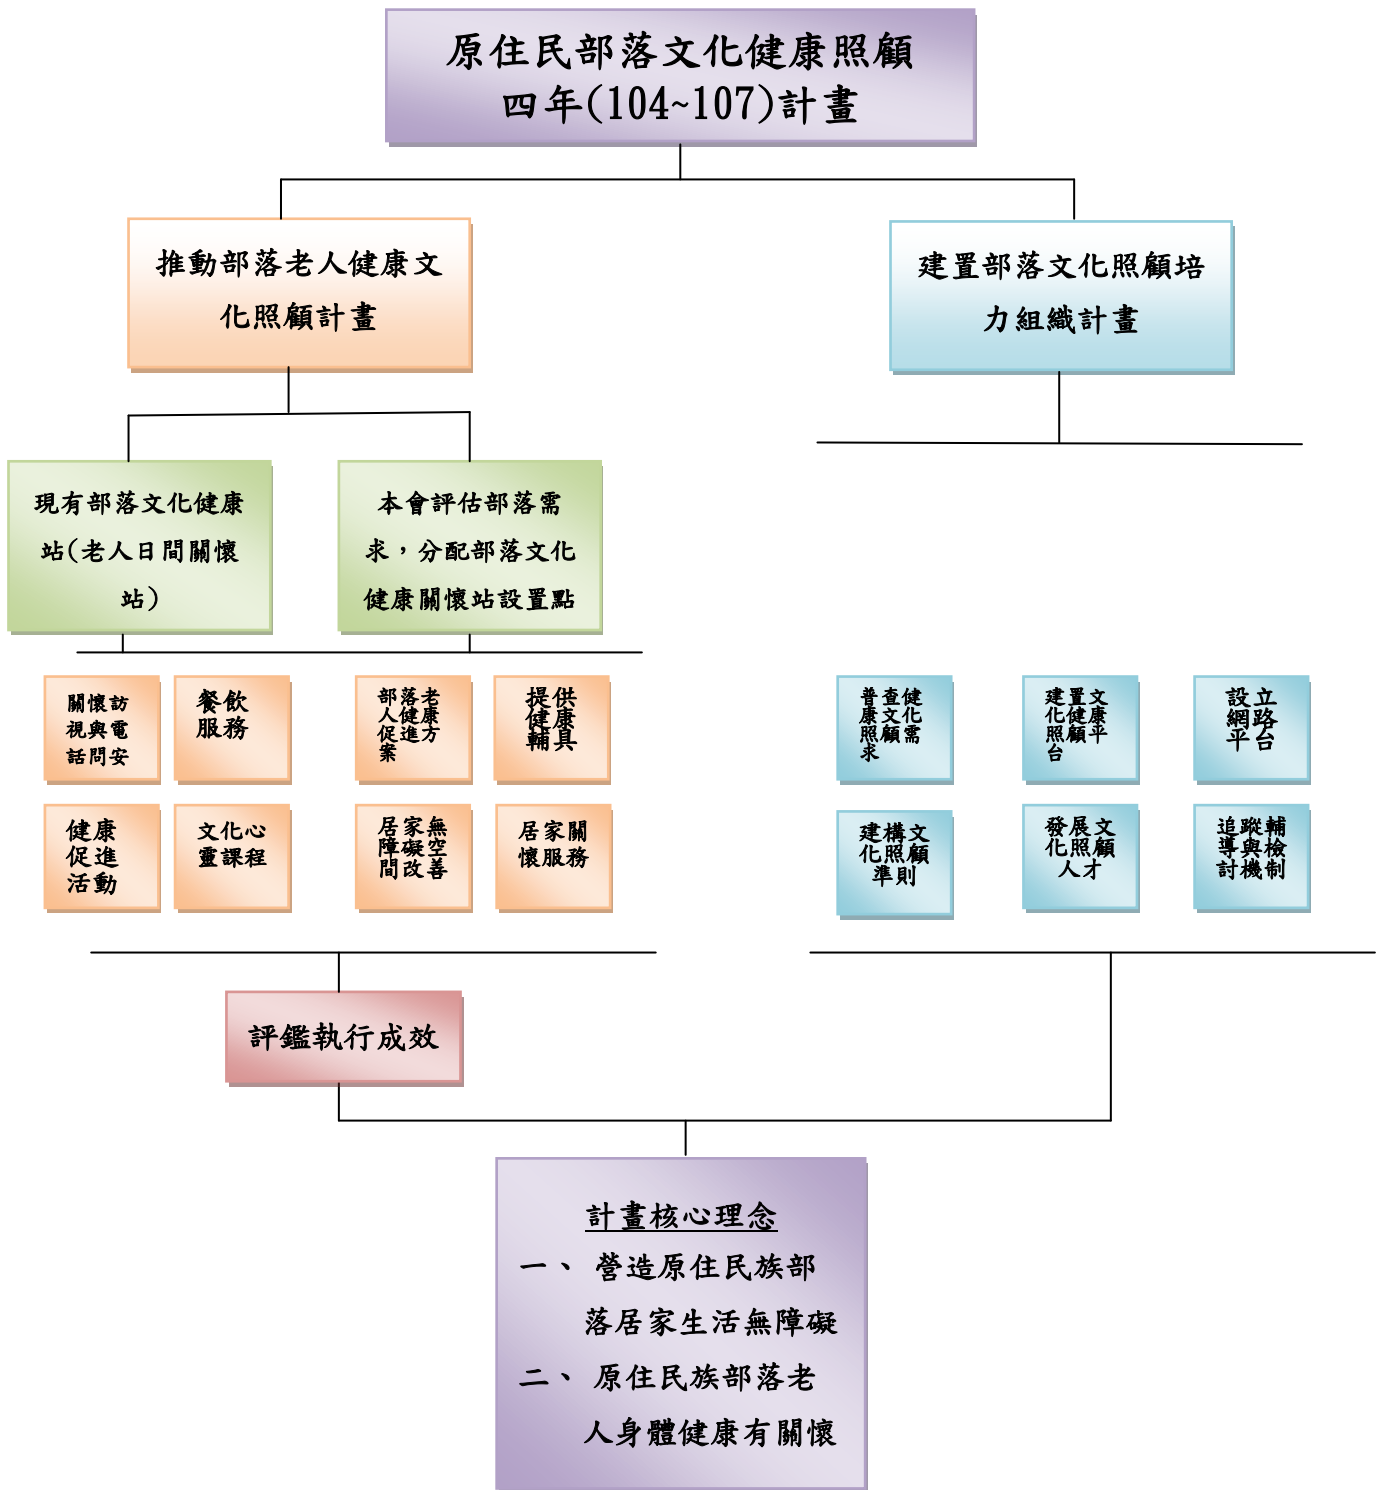 原住民部落文化健康照顧
四年(104~107)計畫
推動部落老人健康文
化照顧計畫
建置部落文化照顧培
力組織計畫
現有部落文化健康
站(老人日間關懷
站)
本會評估部落需
求，分配部落文化
健康關懷站設置點
關懷訪
視與電
話問安
餐飲
服務
部落老
人健康
促進方
案
提供
健康
輔具
普查健
康文化
照顧需
求
建置文
化健康
照顧平
台
設立
網路
平台
健康
促進
活動
文化心
靈課程
居家無
障礙空
間改善
居家關
懷服務
建構文
化照顧
準則
發展文
化照顧
人才
追蹤輔
導與檢
討機制
評鑑執行成效
計畫核心理念
一、 營造原住民族部
落居家生活無障礙
二、 原住民族部落老
人身體健康有關懷